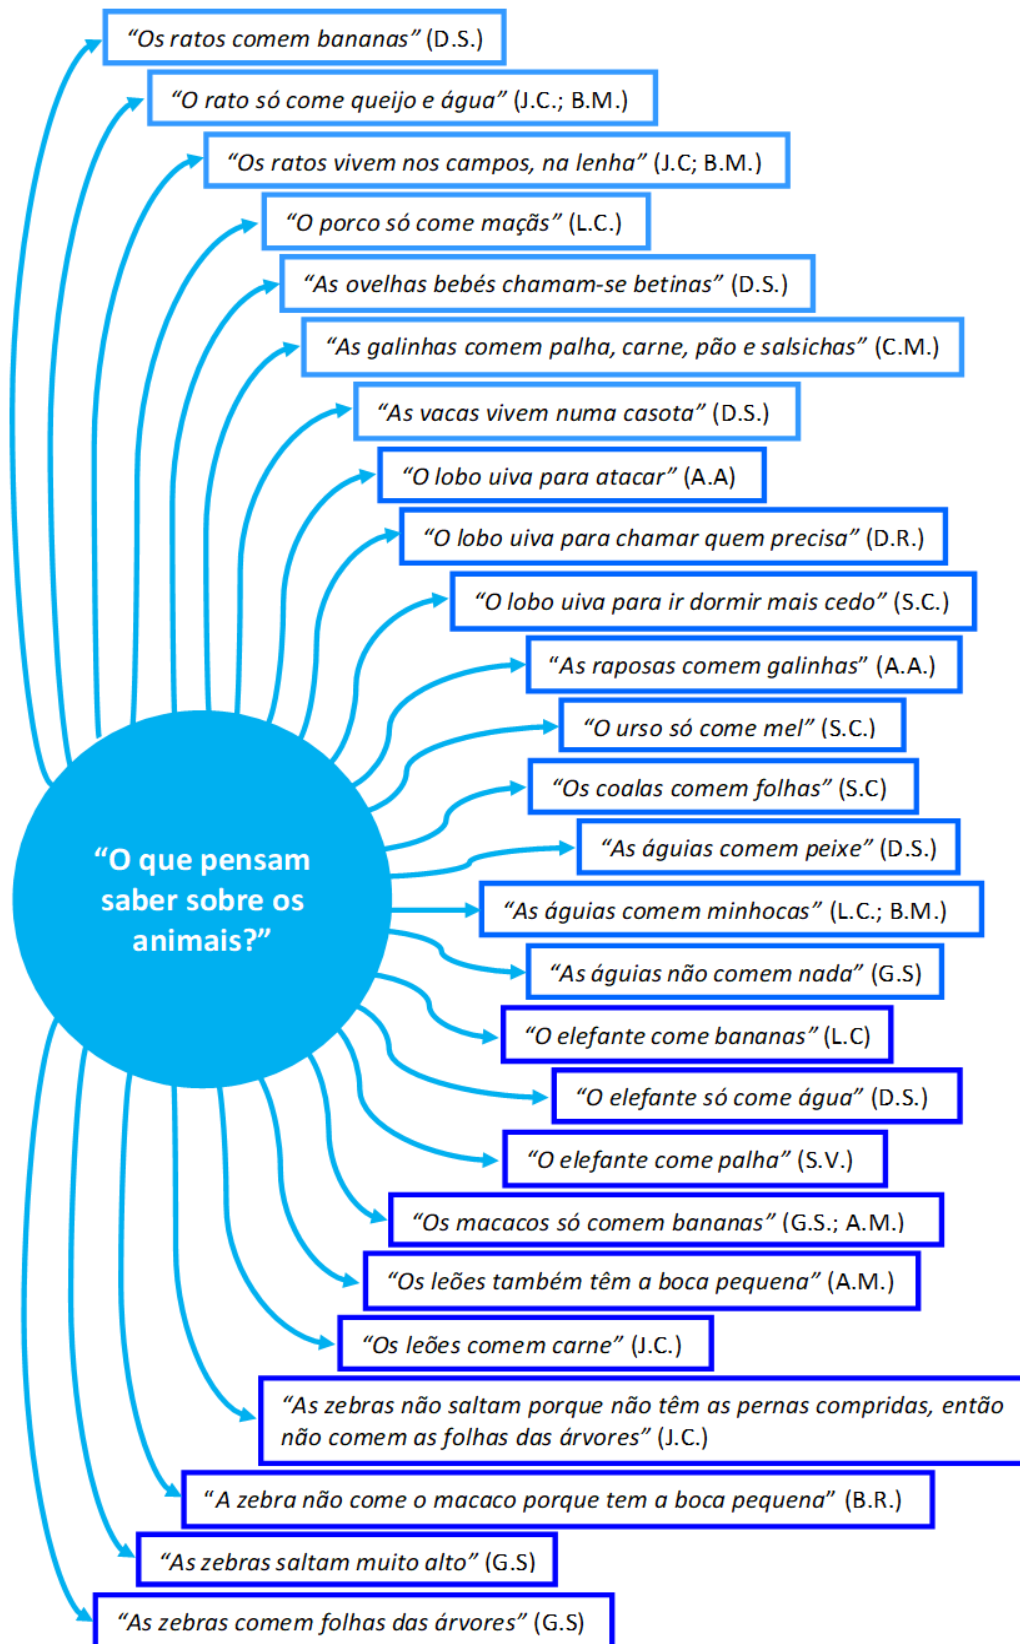 “Os ratos comem bananas” (D.S.)
“O rato só come queijo e água” (J.C.; B.M.)
“Os ratos vivem nos campos, na lenha” (J.C; B.M.)
“O porco só come maçãs” (L.C.)
“As ovelhas bebés chamam-se betinas” (D.S.)
“As galinhas comem palha, carne, pão e salsichas” (C.M.)
“As vacas vivem numa casota” (D.S.)
“O lobo uiva para atacar” (A.A)
“O lobo uiva para chamar quem precisa” (D.R.)
“O lobo uiva para ir dormir mais cedo” (S.C.)
“As raposas comem galinhas” (A.A.)
“O urso só come mel” (S.C.)
“Os coalas comem folhas” (S.C)
“As águias comem peixe” (D.S.)
“O que pensam
saber sobre os
animais?”
“As águias comem minhocas” (L.C.; B.M.)
“As águias não comem nada” (G.S)
“O elefante come bananas” (L.C)
“O elefante só come água” (D.S.)
“O elefante come palha” (S.V.)
“Os macacos só comem bananas” (G.S.; A.M.)
“Os leões também têm a boca pequena” (A.M.)
“Os leões comem carne” (J.C.)
“As zebras não saltam porque não têm as pernas compridas, então
não comem as folhas das árvores” (J.C.)
“A zebra não come o macaco porque tem a boca pequena” (B.R.)
“As zebras saltam muito alto” (G.S)
“As zebras comem folhas das árvores” (G.S)